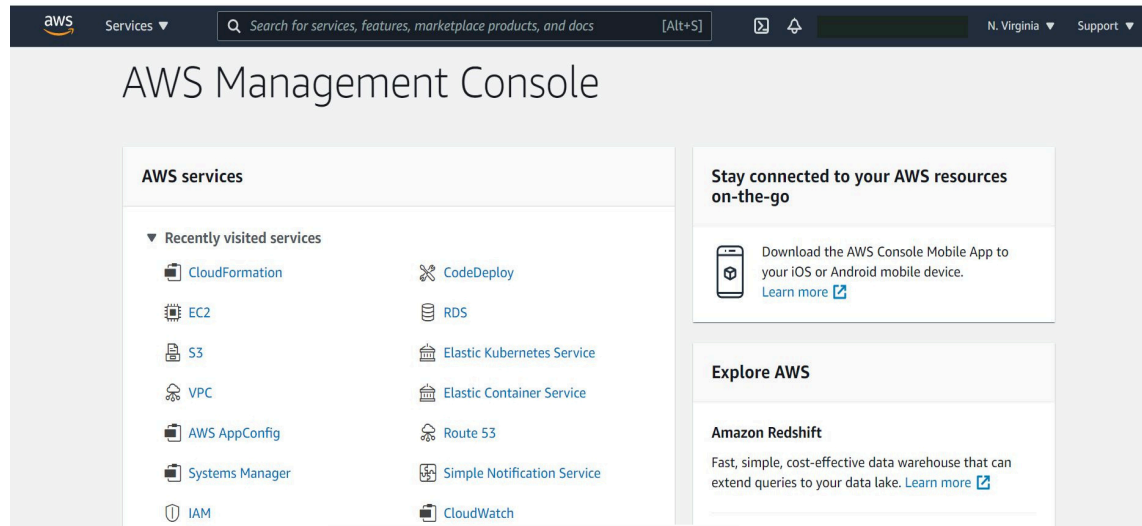 aws Services ▼ Search for services, features, marketplace products, and docs [Alt+S] N. Virginia ▼ Support ▼
AWS Management Console
AWS services
▼ Recently visited services
CloudFormation
EC2
S3
VPC
AWS AppConfig
Systems Manager
IAM
CodeDeploy
RDS
Elastic Kubernetes Service
Elastic Container Service
Route 53
Simple Notification Service
CloudWatch
Stay connected to your AWS resources
on-the-go
Download the AWS Console Mobile App to
your iOS or Android mobile device.
Learn more
Explore AWS
Amazon Redshift
Fast, simple, cost-effective data warehouse that can
extend queries to your data lake. Learn more